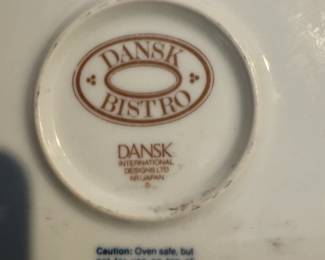 DANSK
BISTRO
DANSK
INTERNATIONAL
DESIGNS LTD
Caution: Oven safe, but